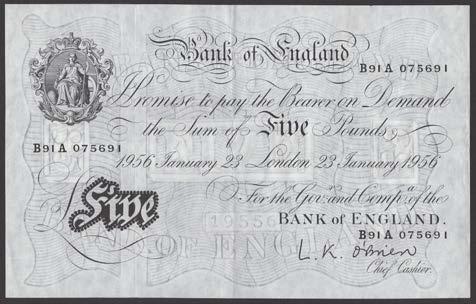 Bank of England
B91A 075691
I Promise to pay the Bearer on Demand
the Sum of Five Pounds
B91A 075691
1956 January 23 London 23 January 1956
For the Govr. and Compa. of the
BANK OF ENGLAND.
£Five
B91A 075691
L. K. O'Brien
Chief Cashier.